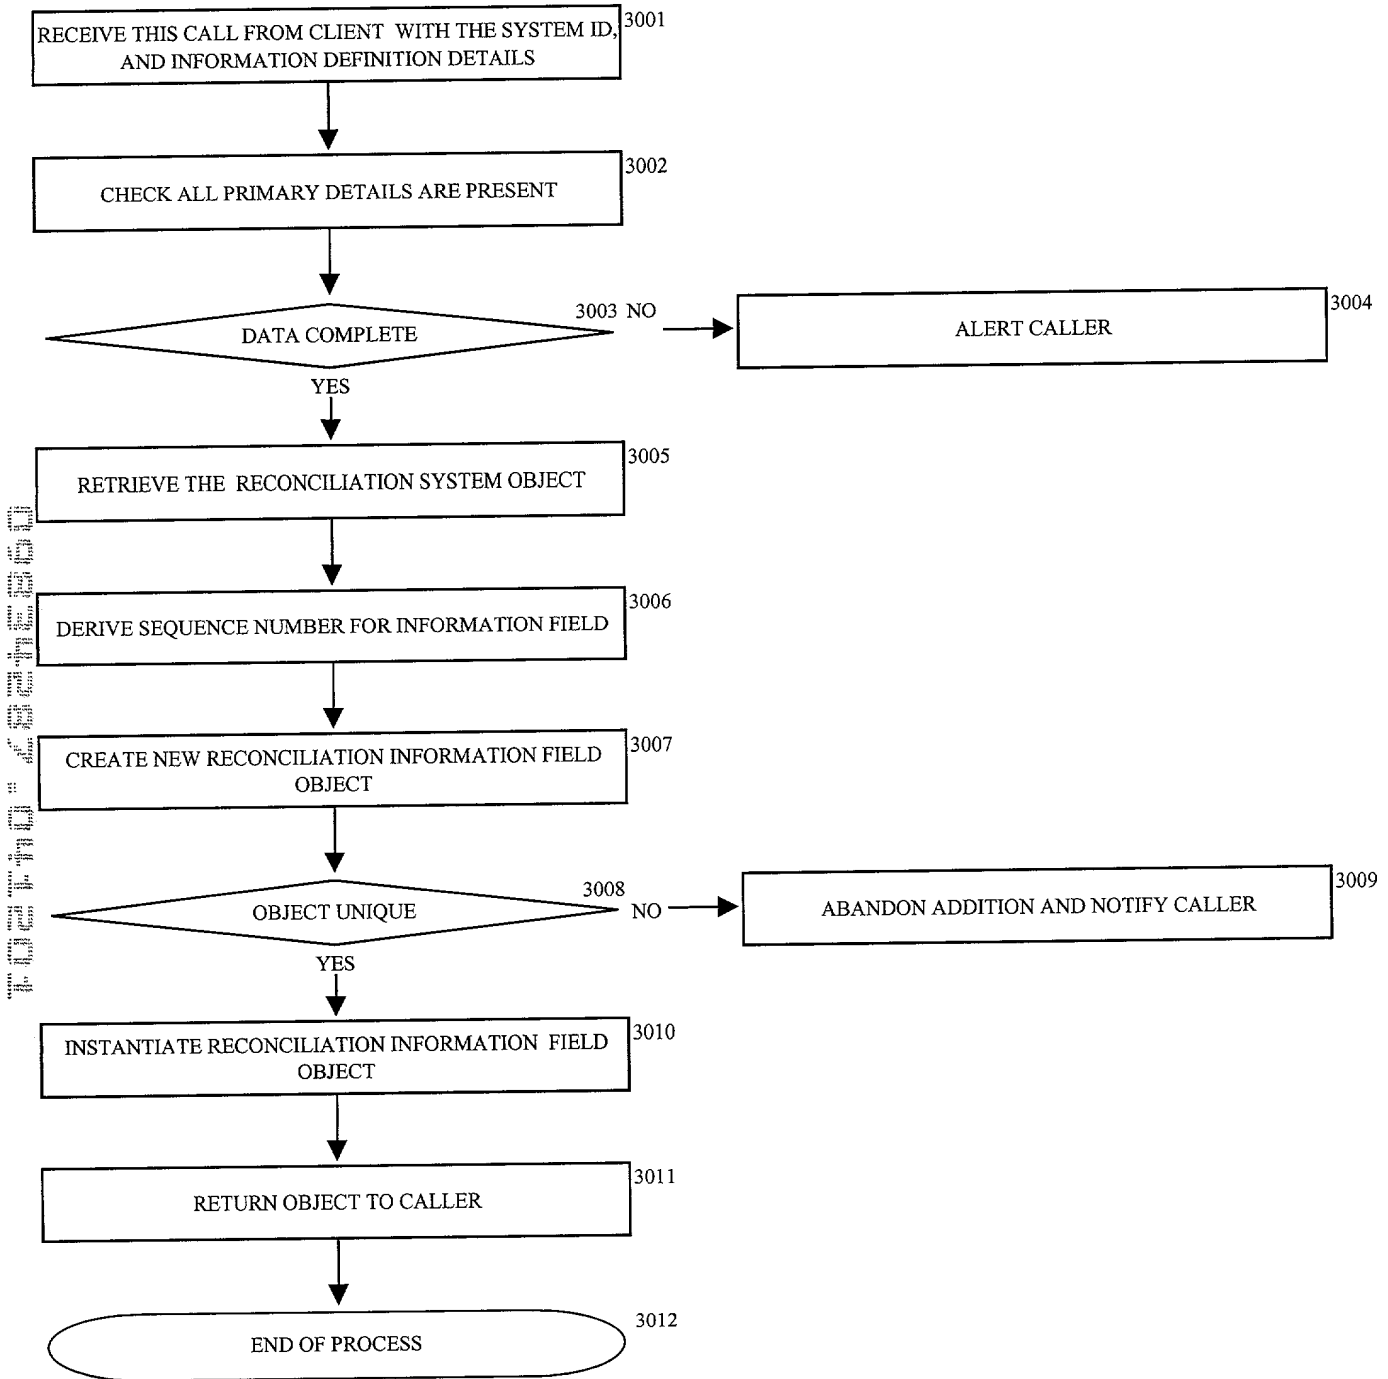 RECEIVE THIS CALL FROM CLIENT WITH THE SYSTEM ID,
AND INFORMATION DEFINITION DETAILS
3001
CHECK ALL PRIMARY DETAILS ARE PRESENT
3002
DATA COMPLETE
3003 NO
ALERT CALLER
3004
YES
RETRIEVE THE RECONCILIATION SYSTEM OBJECT
3005
DERIVE SEQUENCE NUMBER FOR INFORMATION FIELD
3006
CREATE NEW RECONCILIATION INFORMATION FIELD
OBJECT
3007
OBJECT UNIQUE
3008
NO
ABANDON ADDITION AND NOTIFY CALLER
3009
YES
INSTANTIATE RECONCILIATION INFORMATION FIELD
OBJECT
3010
RETURN OBJECT TO CALLER
3011
END OF PROCESS
3012